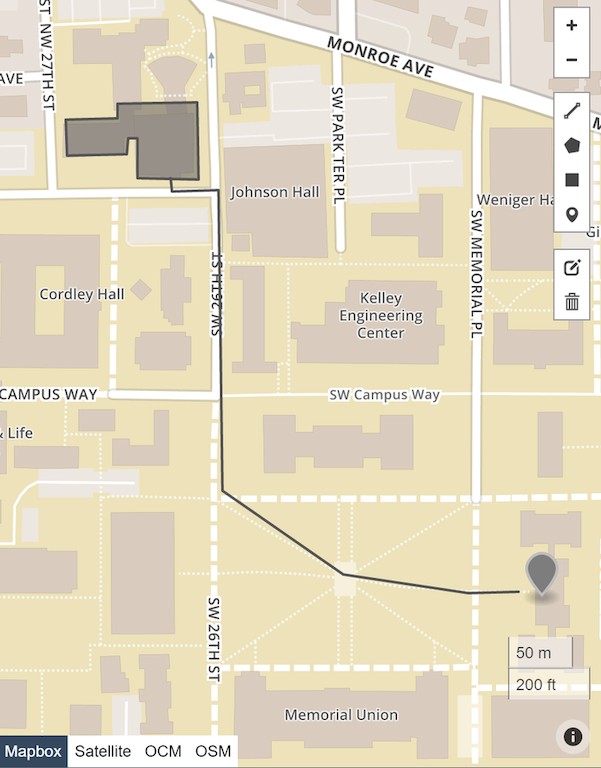 ST
NW 27TH ST
AVE
MONROE AVE
M
SW PARK TER PL
Johnson Hall
Weniger Ha
Gi
SW MEMORIAL PL
SW 26TH ST
Cordley Hall
Kelley
Engineering
Center
CAMPUS WAY
SW Campus Way
& Life
SW 26TH ST
50 m
200 ft
Memorial Union
Mapbox Satellite OCM OSM
+
−
i